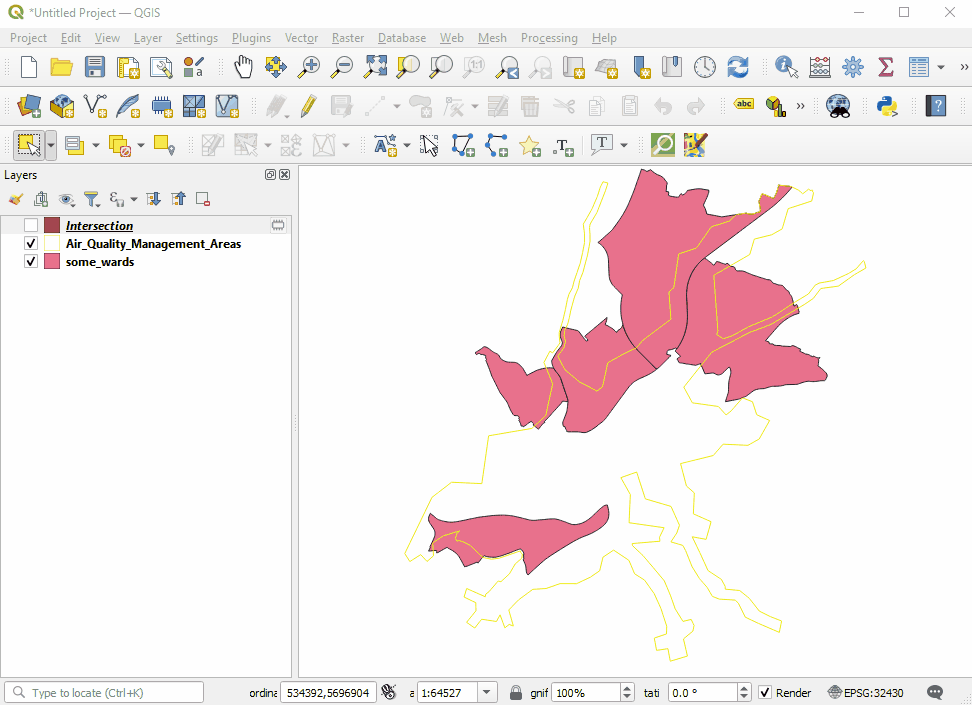 *Untitled Project — QGIS
Project Edit View Layer Settings Plugins Vector Raster Database Web Mesh Processing Help
1:1
a
abc
T
T
Layers
Intersection
Air_Quality_Management_Areas
some_wards
Type to locate (Ctrl+K) ordina 534392,5696904 a 1:64527 gnif 100% tati 0.0 ° Render EPSG:32430